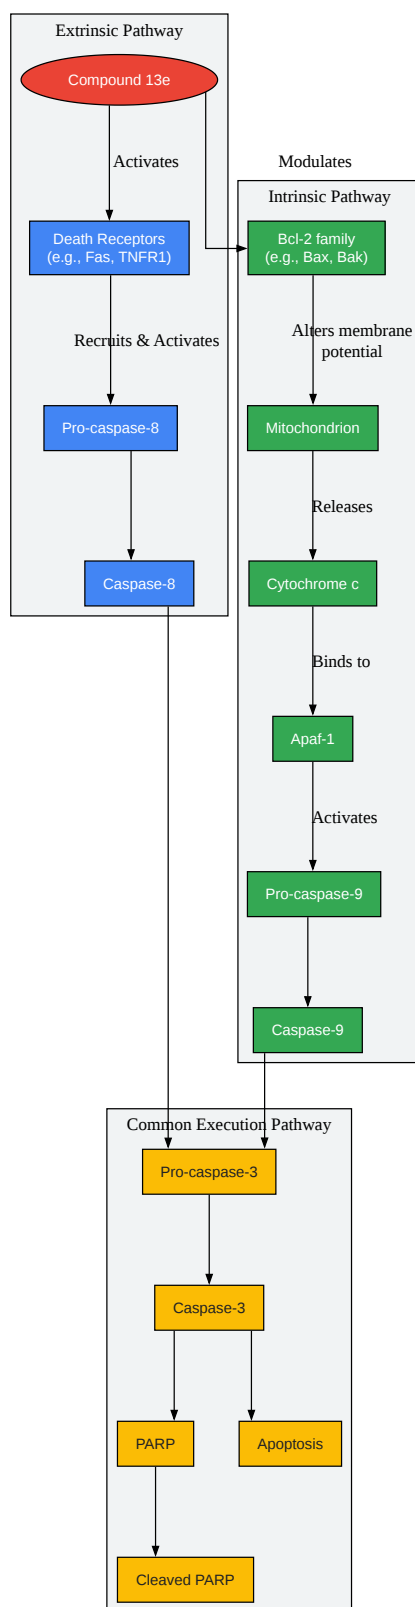 Extrinsic Pathway
Compound 13e
Activates
Modulates
Intrinsic Pathway
Death Receptors
(e.g., Fas, TNFR1)
Bcl-2 family
(e.g., Bax, Bak)
Recruits & Activates
Alters membrane
potential
Pro-caspase-8
Mitochondrion
Releases
Caspase-8
Cytochrome c
Binds to
Apaf-1
Activates
Pro-caspase-9
Caspase-9
Common Execution Pathway
Pro-caspase-3
Caspase-3
PARP
Apoptosis
Cleaved PARP